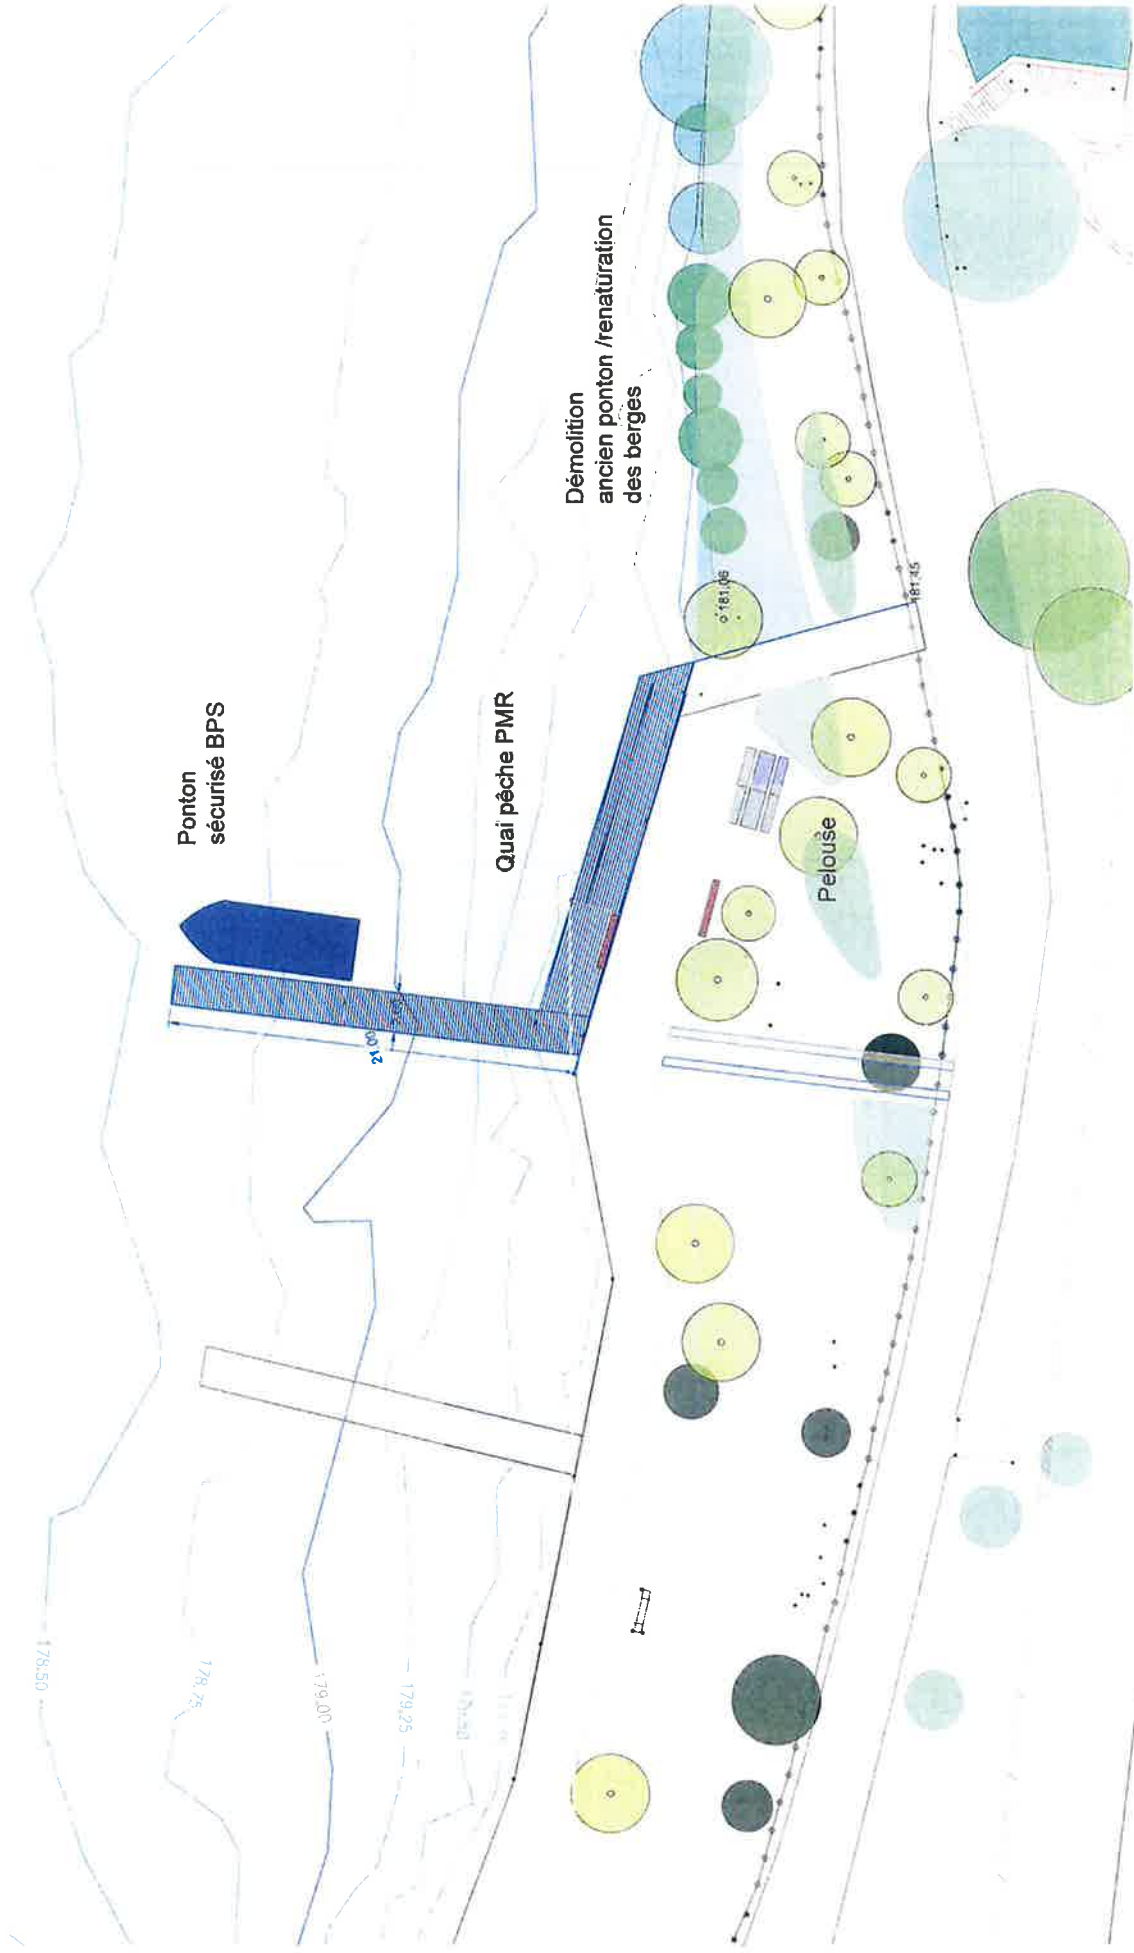 Ponton
sécurisé BPS
Quai pêche PMR
Démolition
ancien ponton /renaturation
des berges
Pelouse
181,06
181,45
21,00
178,50
178,75
179,00
179,25